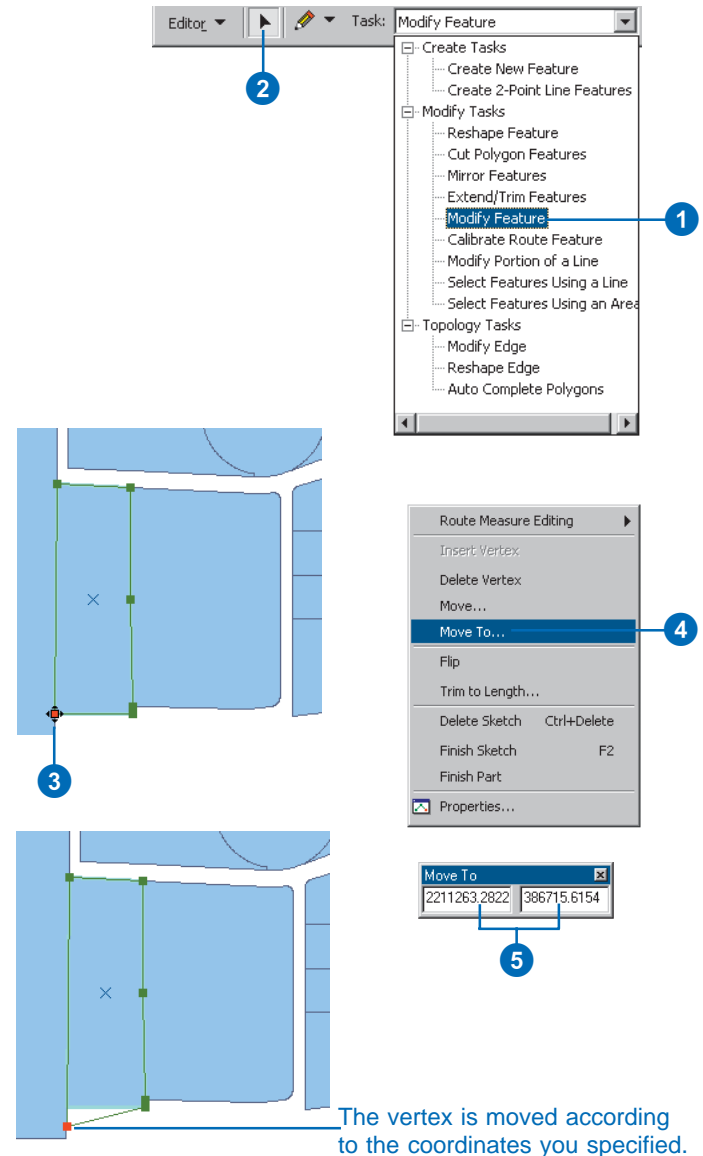 Editor Task: Modify Feature
2
Create Tasks
Create New Feature
Create 2-Point Line Features
Modify Tasks
Reshape Feature
Cut Polygon Features
Mirror Features
Extend/Trim Features
Modify Feature
1
Calibrate Route Feature
Modify Portion of a Line
Select Features Using a Line
Select Features Using an Area
Topology Tasks
Modify Edge
Reshape Edge
Auto Complete Polygons
3
Route Measure Editing
Insert Vertex
Delete Vertex
Move...
Move To...
4
Flip
Trim to Length...
Delete Sketch Ctrl+Delete
Finish Sketch F2
Finish Part
Properties...
Move To
2211263.2822 386715.6154
5
The vertex is moved according
to the coordinates you specified.